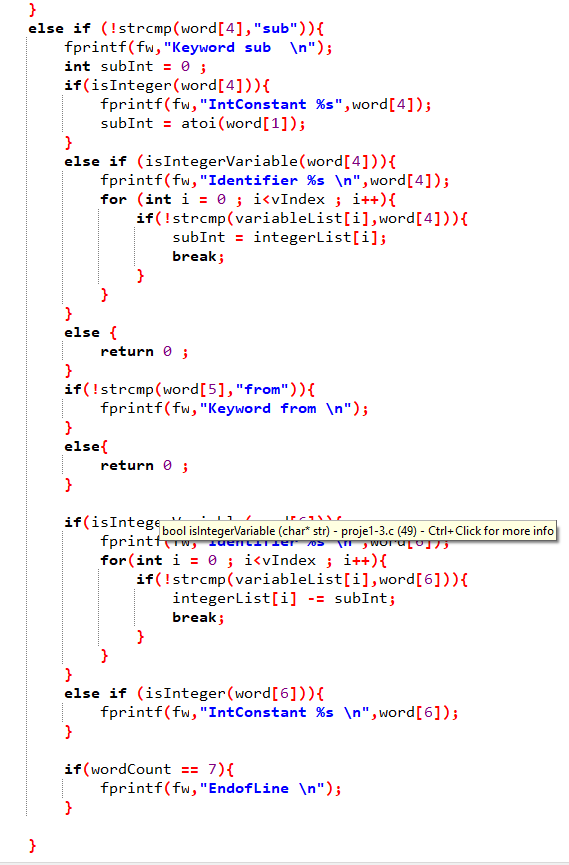 }
else if (!strcmp(word[4],"sub")){
fprintf(fw,"Keyword sub  \n");
int subInt = 0 ;
if(isInteger(word[4])){
fprintf(fw,"IntConstant %s",word[4]);
subInt = atoi(word[1]);
}
else if (isIntegerVariable(word[4])){
fprintf(fw,"Identifier %s \n",word[4]);
for (int i = 0 ; i<vIndex ; i++){
if(!strcmp(variableList[i],word[4])){
subInt = integerList[i];
break;
}
}
}
else {
return 0 ;
}
if(!strcmp(word[5],"from")){
fprintf(fw,"Keyword from \n");
}
else{
return 0 ;
}
if(isIntege
bool isIntegerVariable (char* str) - proje1-3.c (49) - Ctrl+Click for more info
fprintf(fw,"Identifier %s \n",word[6]);
for(int i = 0 ; i<vIndex ; i++){
if(!strcmp(variableList[i],word[6])){
integerList[i] -= subInt;
break;
}
}
}
else if (isInteger(word[6])){
fprintf(fw,"IntConstant %s \n",word[6]);
}
if(wordCount == 7){
fprintf(fw,"EndofLine \n");
}
}